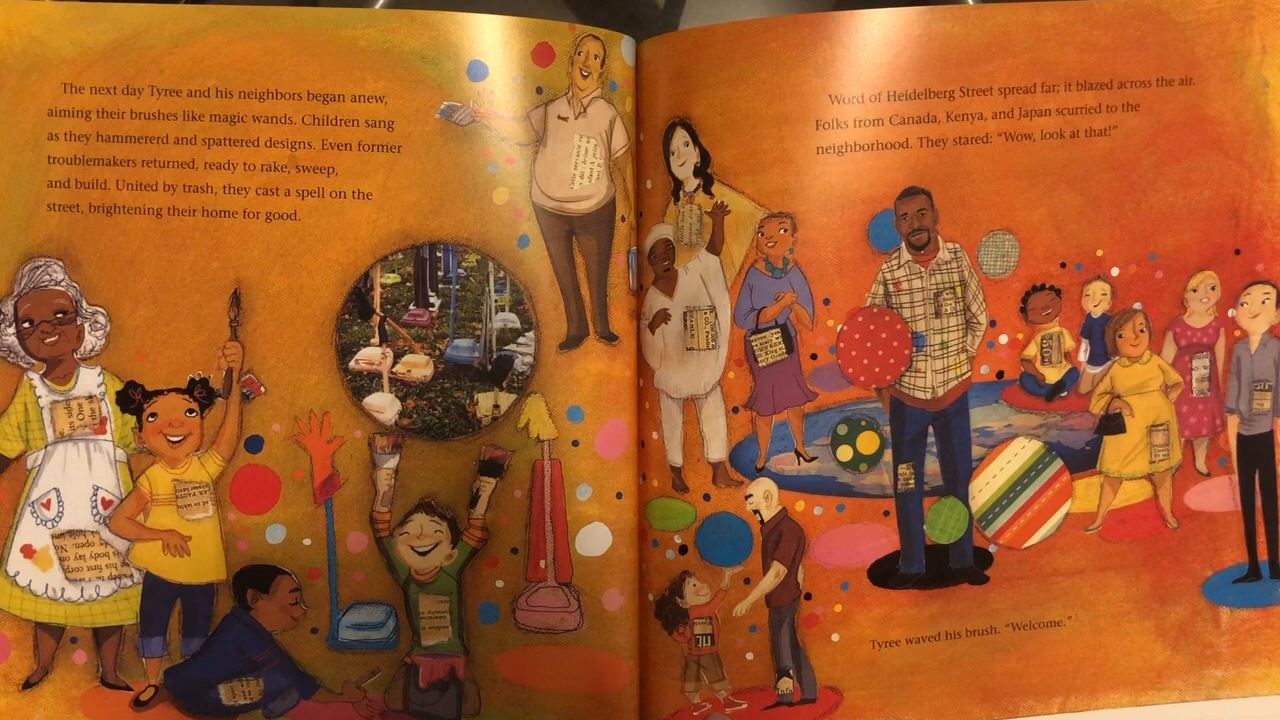 The next day Tyree and his neighbors began anew,
aiming their brushes like magic wands. Children sang
as they hammererd and spattered designs. Even former
troublemakers returned, ready to rake, sweep,
and build. United by trash, they cast a spell on the
street, brightening their home for good.
Word of Heidelberg Street spread far; it blazed across the air.
Folks from Canada, Kenya, and Japan scurried to the
neighborhood. They stared: “Wow, look at that!”
Tyree waved his brush. “Welcome.”